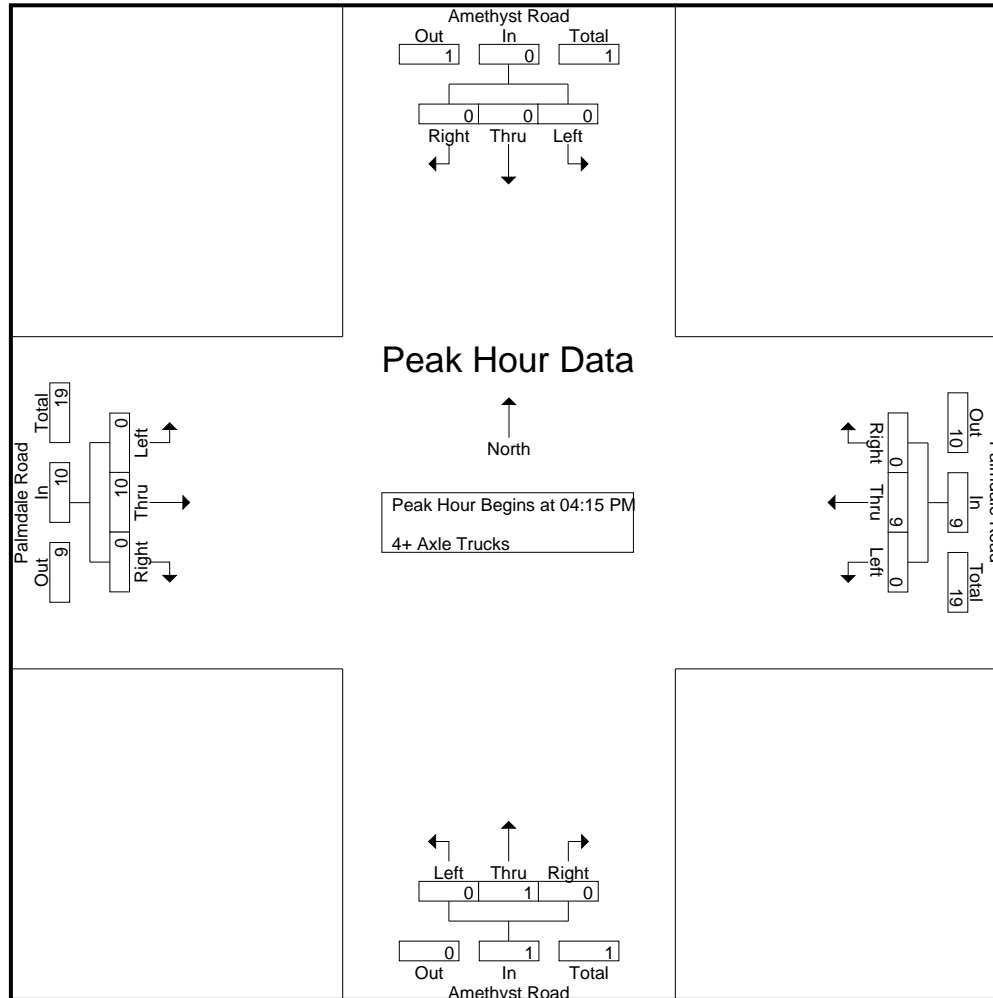 Amethyst Road
Out In Total
1 0 1
0 0 0
Right Thru Left
Peak Hour Data
North
Peak Hour Begins at 04:15 PM
4+ Axle Trucks
Palmdale Road
Total In Out
19 10 9
0 10 0
Left Thru Right
Right Thru Left
0 9 0
10 9 19
Out In Total
Left Thru Right
0 1 0
0 1 1
Out In Total
Amethyst Road